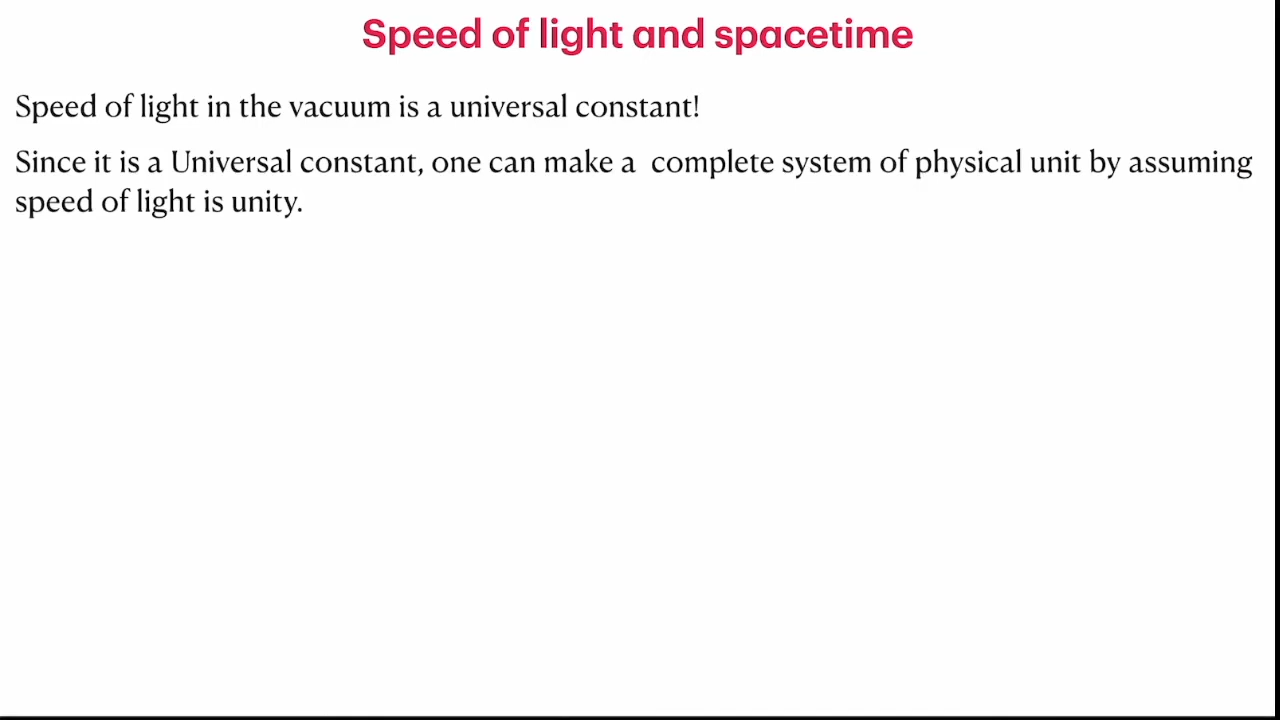 Speed of light and spacetime
Speed of light in the vacuum is a universal constant!
Since it is a Universal constant, one can make a complete system of physical unit by assuming
speed of light is unity.